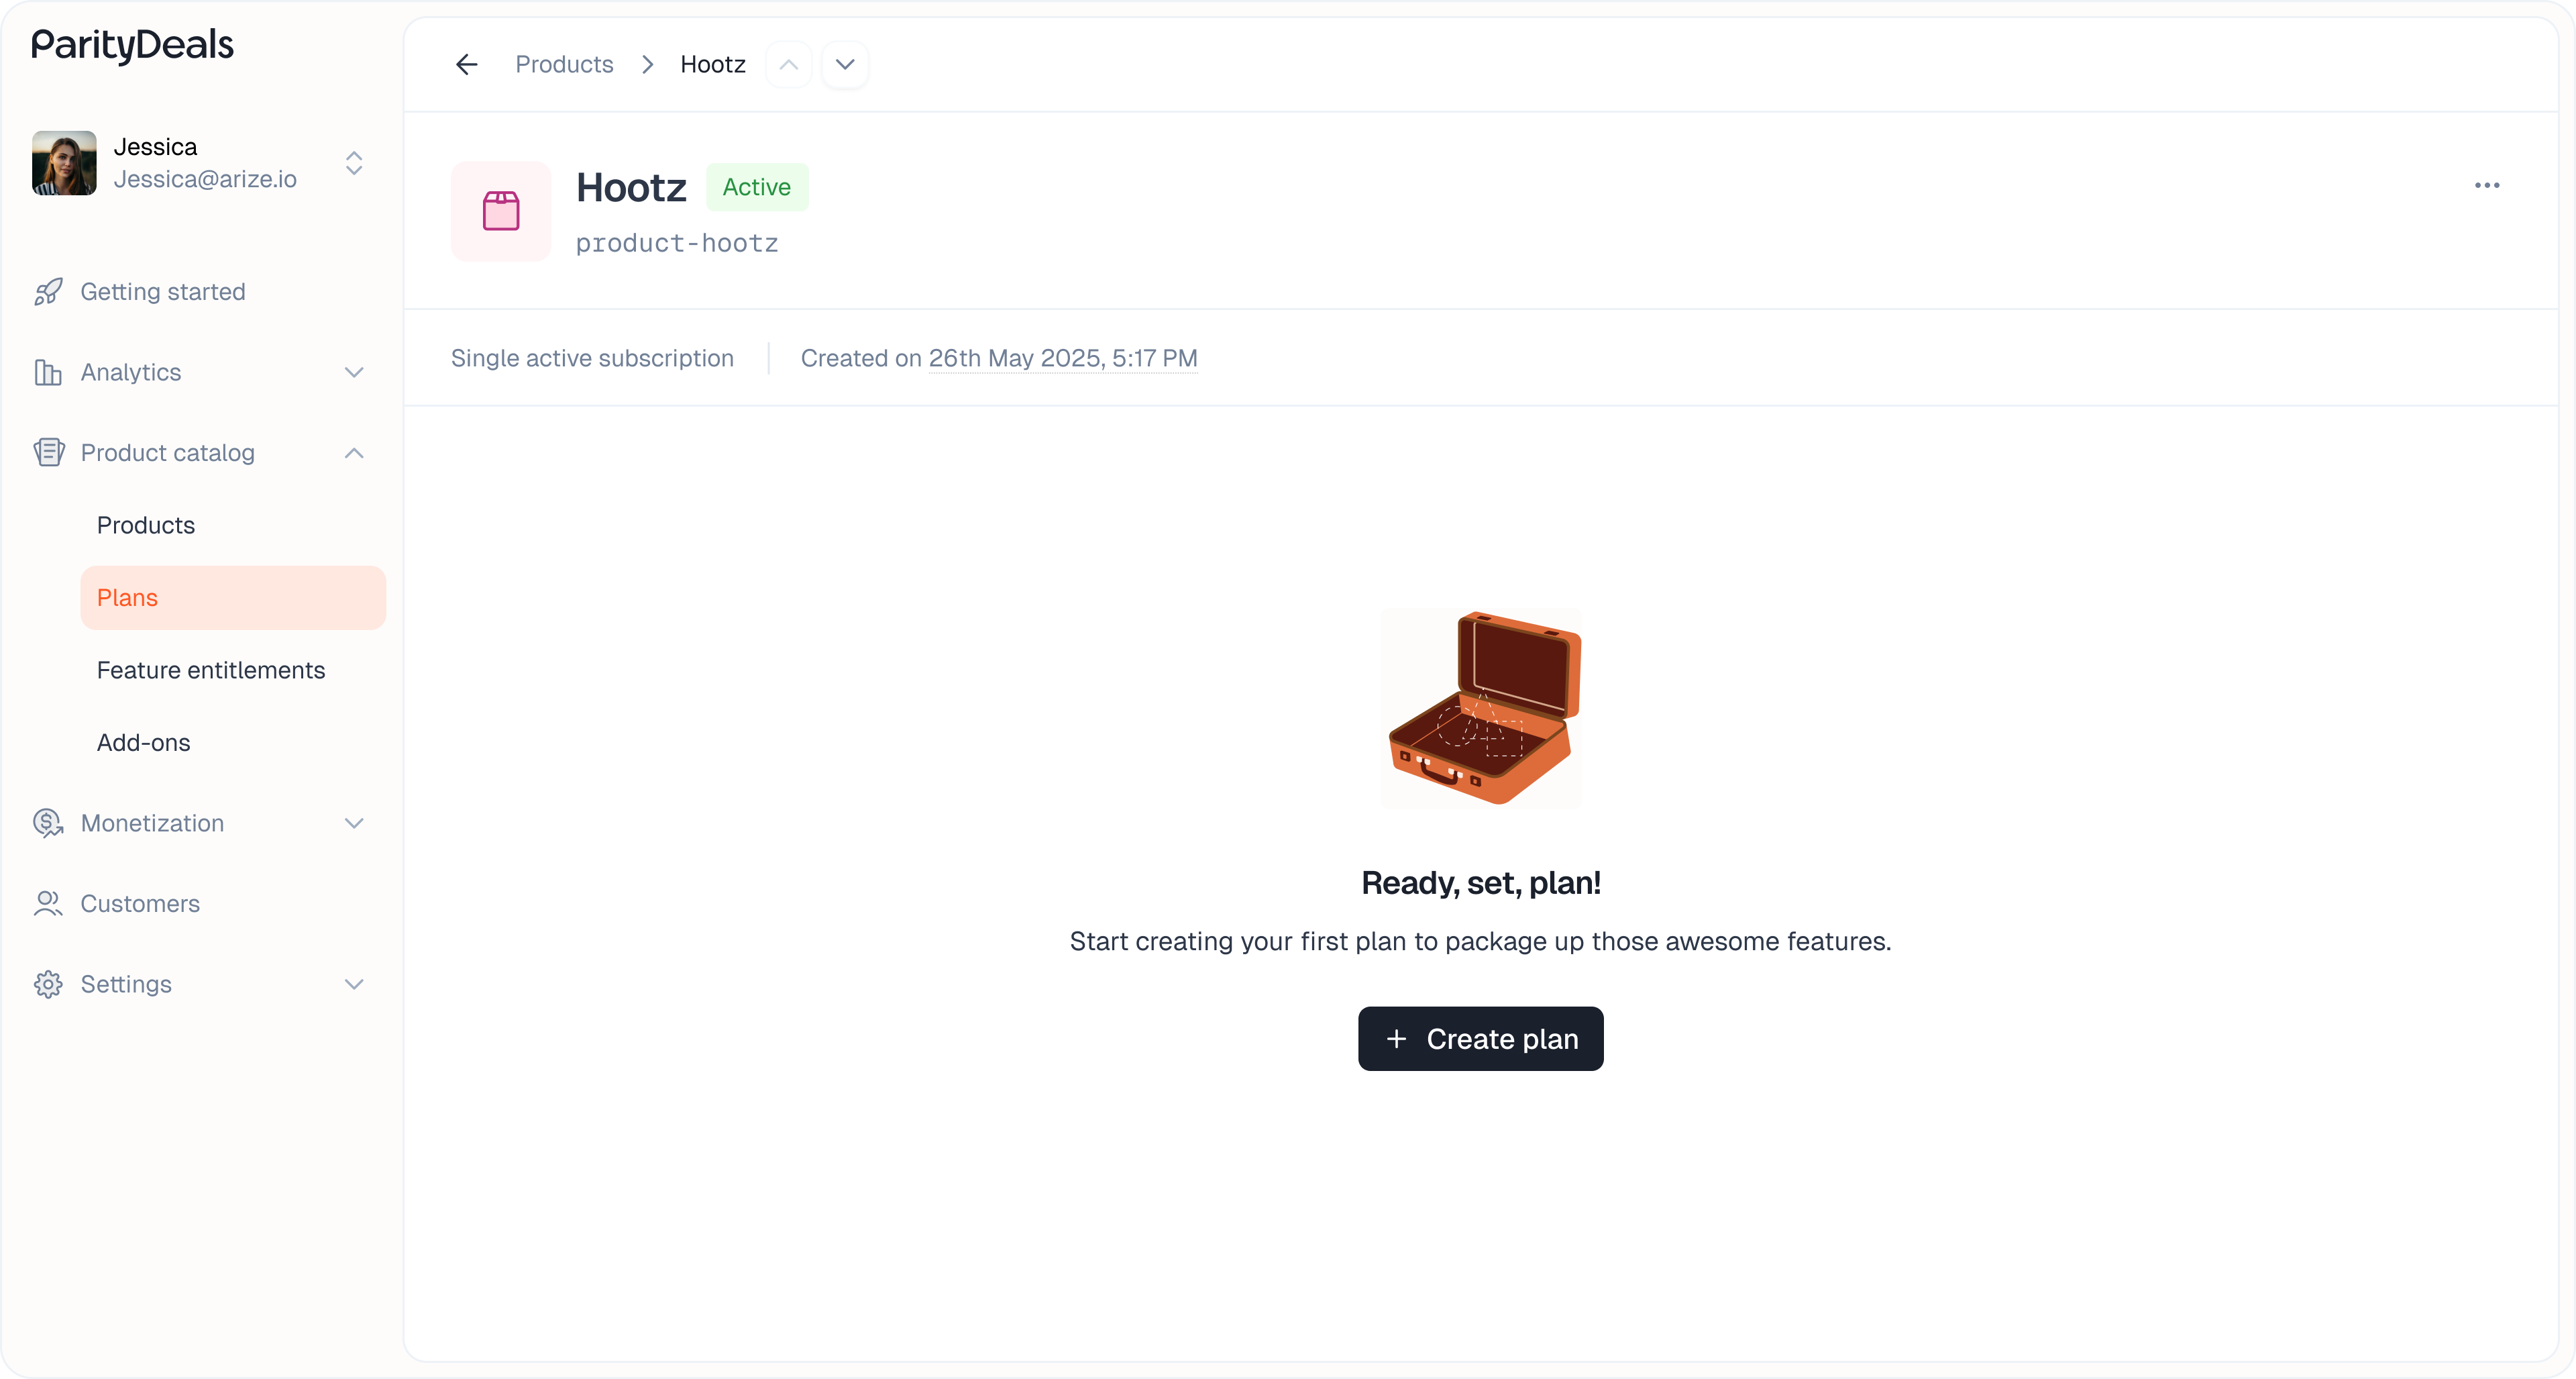 ParityDeals
Jessica
Jessica@arize.io
Getting started
Analytics
Product catalog
Products
Plans
Feature entitlements
Add-ons
Monetization
Customers
Settings
Products > Hootz
Hootz Active
product-hootz
Single active subscription Created on 26th May 2025, 5:17 PM
Ready, set, plan!
Start creating your first plan to package up those awesome features.
+ Create plan